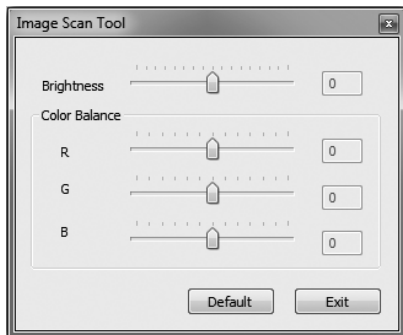 Image Scan Tool
Brightness 0
Color Balance
R 0
G 0
B 0
Default Exit